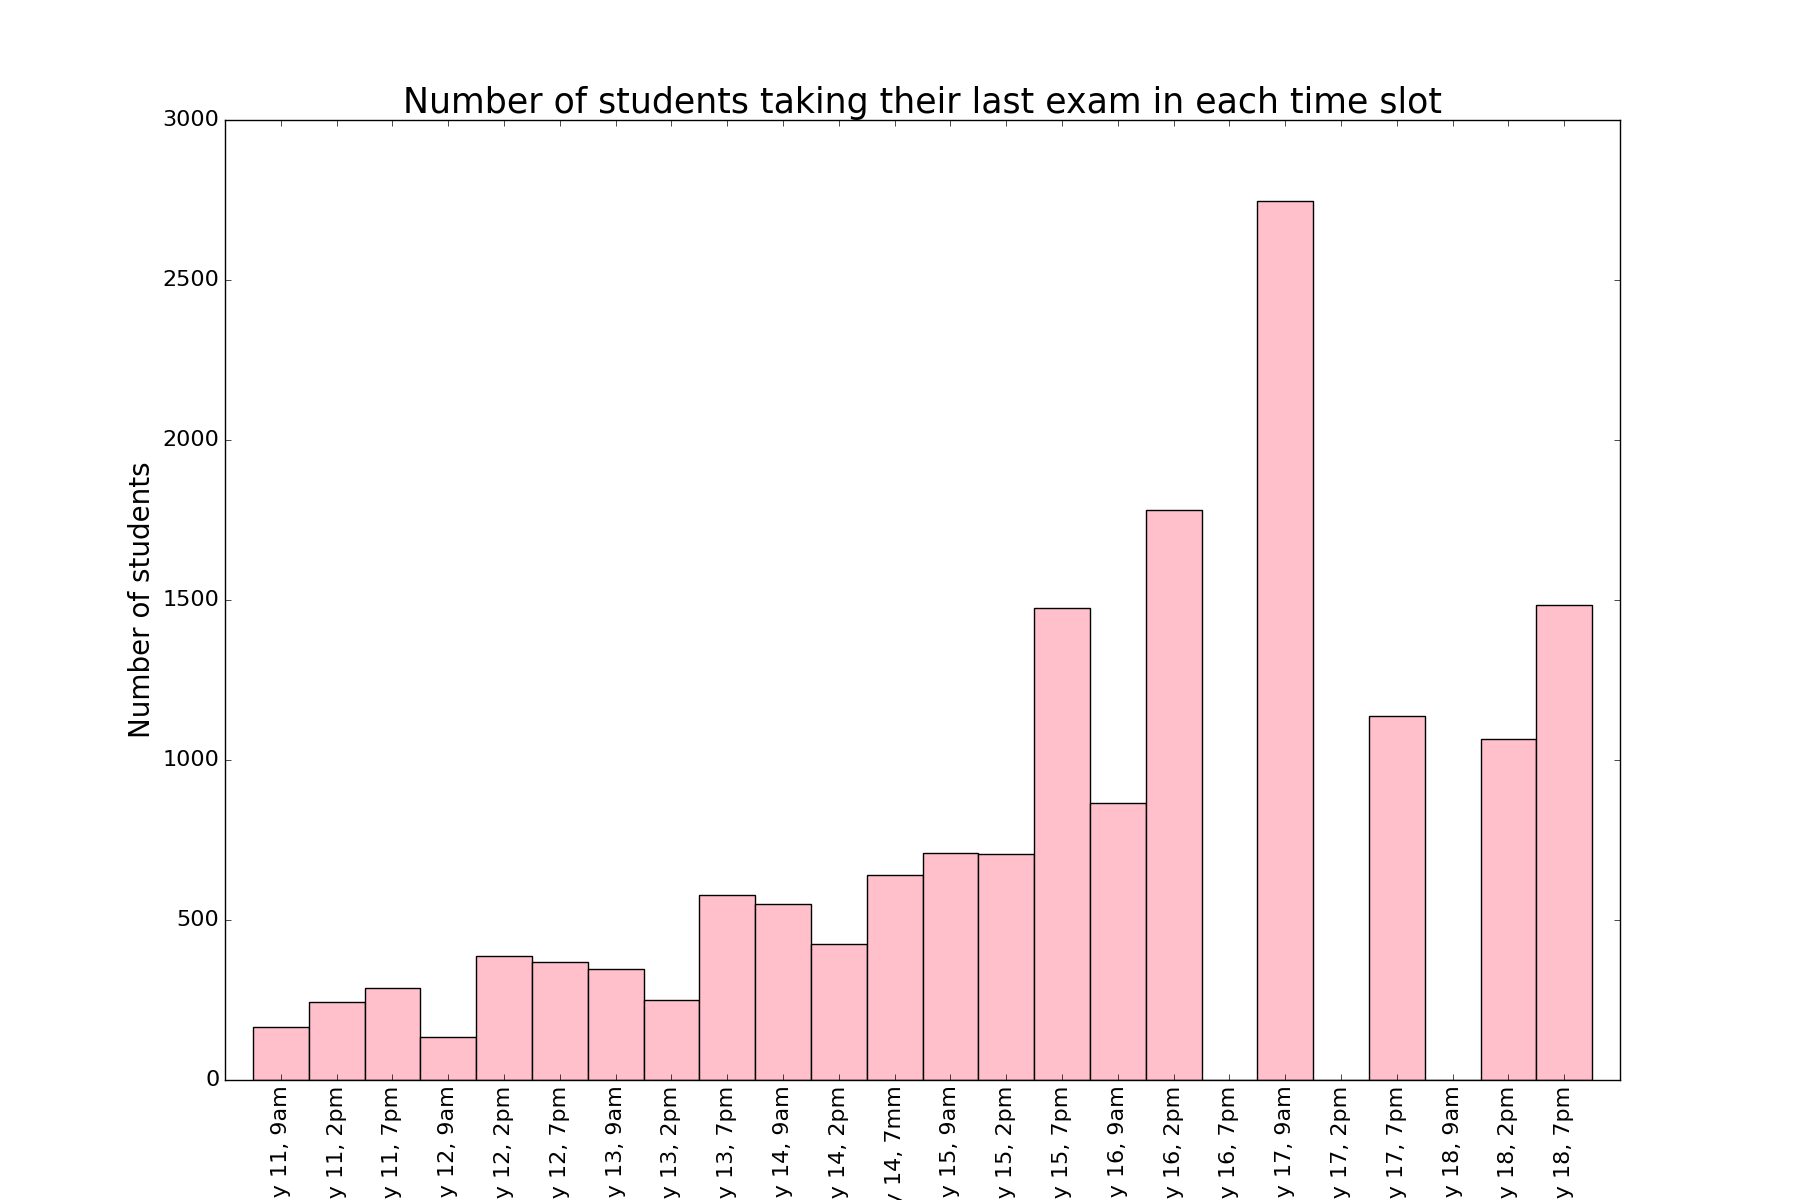 Number of students taking their last exam in each time slot
Number of students
3000
2500
2000
1500
1000
500
0
y 11, 9am
y 11, 2pm
y 11, 7pm
y 12, 9am
y 12, 2pm
y 12, 7pm
y 13, 9am
y 13, 2pm
y 13, 7pm
y 14, 9am
y 14, 2pm
y 14, 7mm
y 15, 9am
y 15, 2pm
y 15, 7pm
y 16, 9am
y 16, 2pm
y 16, 7pm
y 17, 9am
y 17, 2pm
y 17, 7pm
y 18, 9am
y 18, 2pm
y 18, 7pm